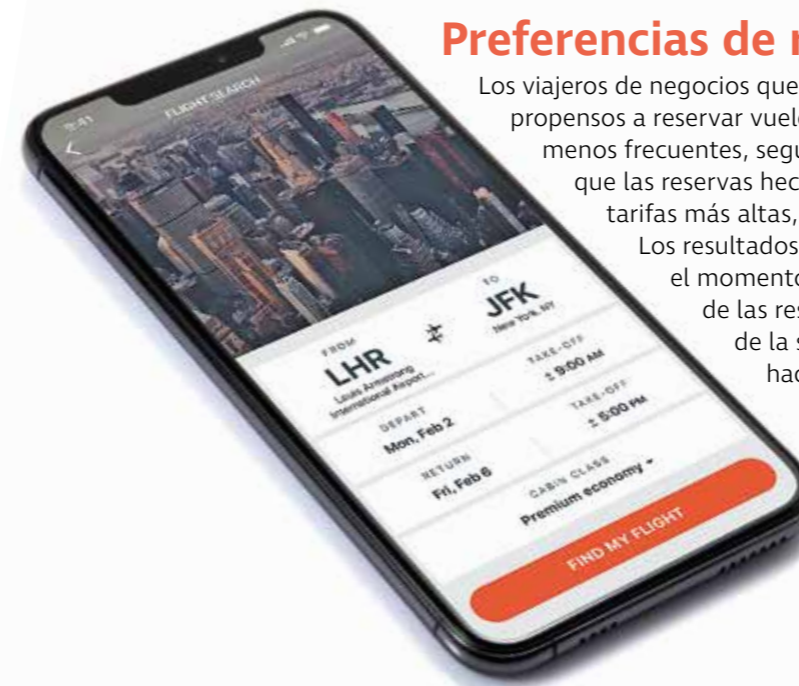 Preferencias de r
Los viajeros de negocios que
propensos a reservar vuel
menos frecuentes, segu
que las reservas hec
tarifas más altas,
Los resultados
el momento
de las res
de la s
hac
9:41
FLIGHT SEARCH
FROM
LHR
Louis Armstrong
International Airport...
TO
JFK
New York, NY
DEPART
Mon, Feb 2
TAKE-OFF
± 9:00 AM
RETURN
Fri, Feb 6
TAKE-OFF
± 5:00 PM
CABIN CLASS
Premium economy
FIND MY FLIGHT